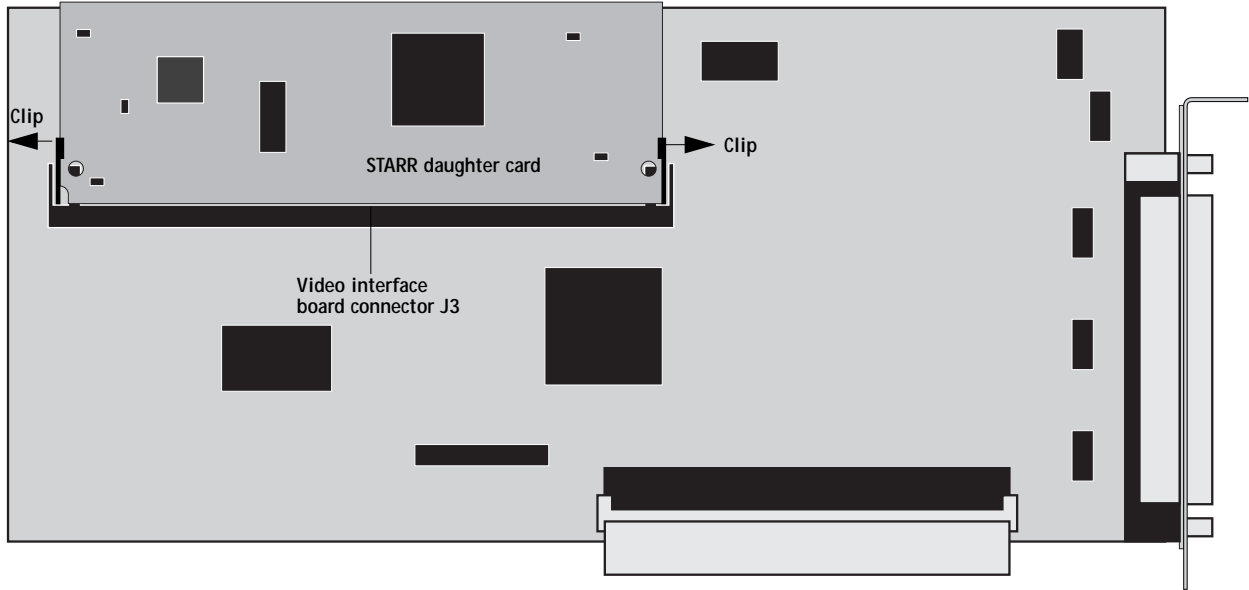 Clip
Clip
STARR daughter card
Video interface
board connector J3